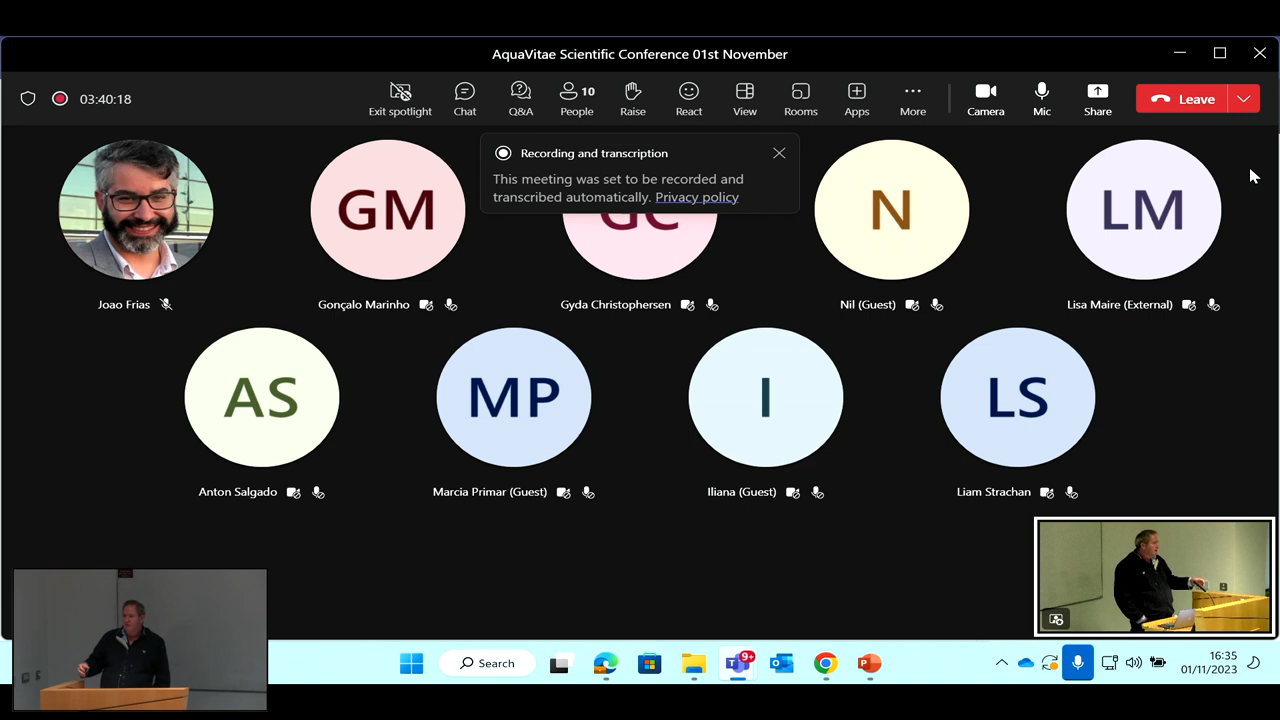 AquaVitae Scientific Conference 01st November
03:40:18
Exit spotlight
Chat
Q&A
10
People
Raise
React
View
Rooms
Apps
More
Camera
Mic
Share
Leave
Recording and transcription
This meeting was set to be recorded and
transcribed automatically. Privacy policy
GM
GC
N
LM
Joao Frias
Gonçalo Marinho
Gyda Christophersen
Nil (Guest)
Lisa Maire (External)
AS
MP
I
LS
Anton Salgado
Marcia Primar (Guest)
Iliana (Guest)
Liam Strachan
Search
9+
16:35
01/11/2023